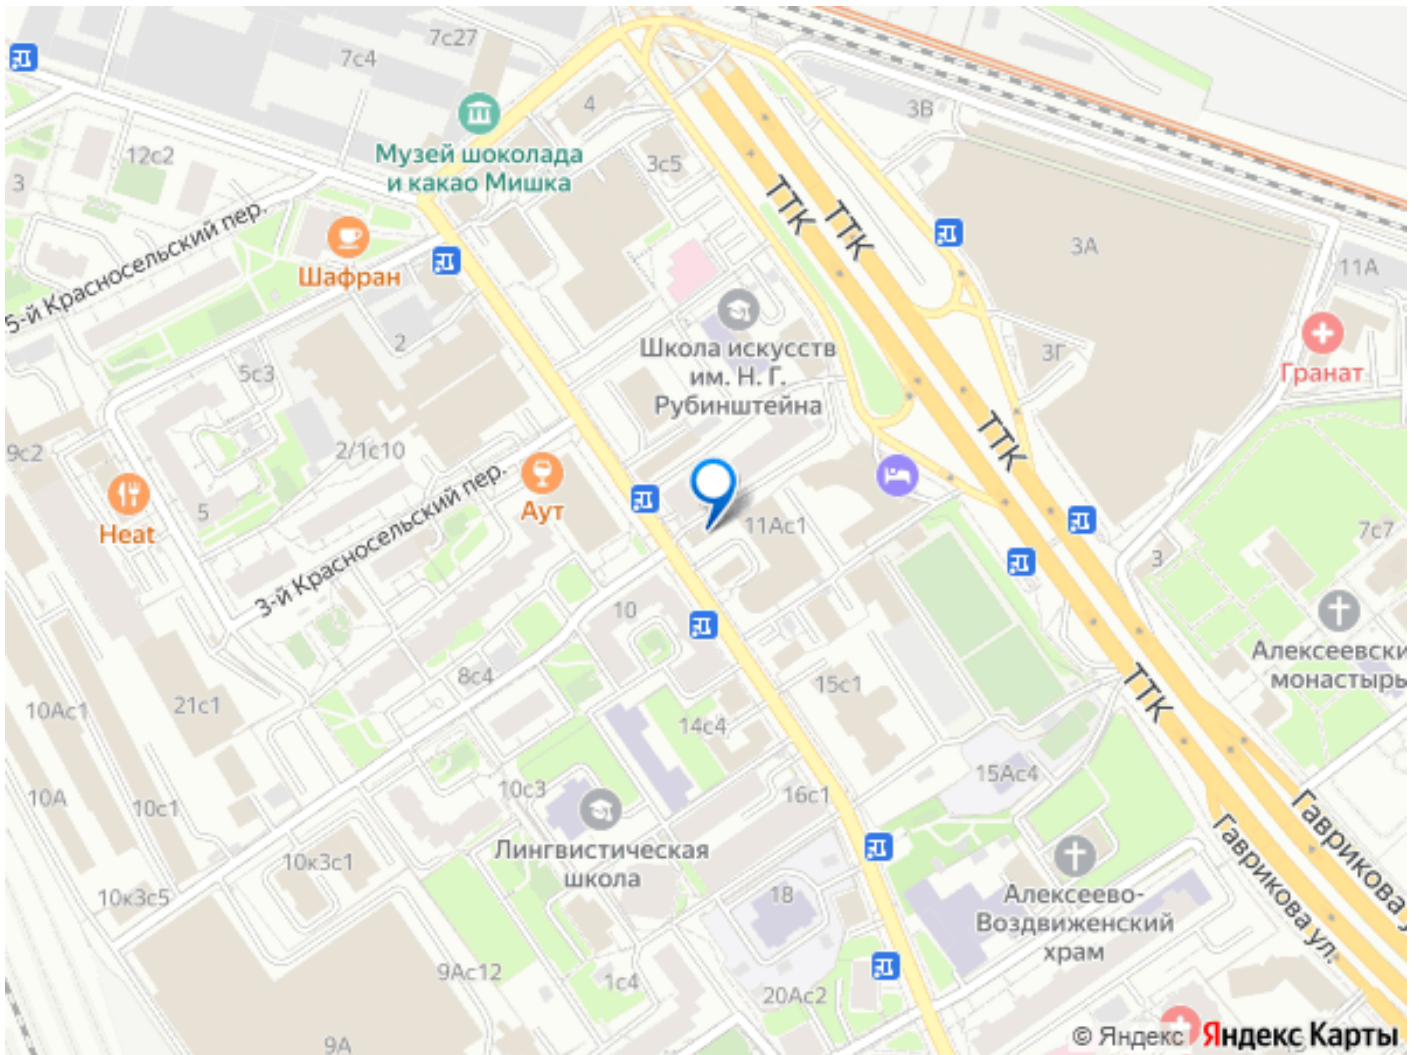 7с27
7с4
4
3В
Музей шоколада
и какао Мишка
12с2
3
3с5
ТТК
ТТК
5-й Красносельский пер.
Шафран
3А
11А
2
5с3
Школа искусств
им. Н. Г.
Рубинштейна
3Г
Гранат
ТТК
9с2
2/1с10
Heat
5
Аут
3-й Красносельский пер.
11Ас1
7с7
3
10
Алексеевски
монастырь
8с4
15с1
ТТК
10Ас1
21с1
14с4
15Ас4
10А
10с1
10с3
16с1
Гаврикова у
Гаврикова ул.
Лингвистическая
школа
10к3с1
10к3с5
18
Алексеево-
Воздвиженский
храм
9Ас12
1с4
20Ас2
9А
© Яндекс Яндекс Карты